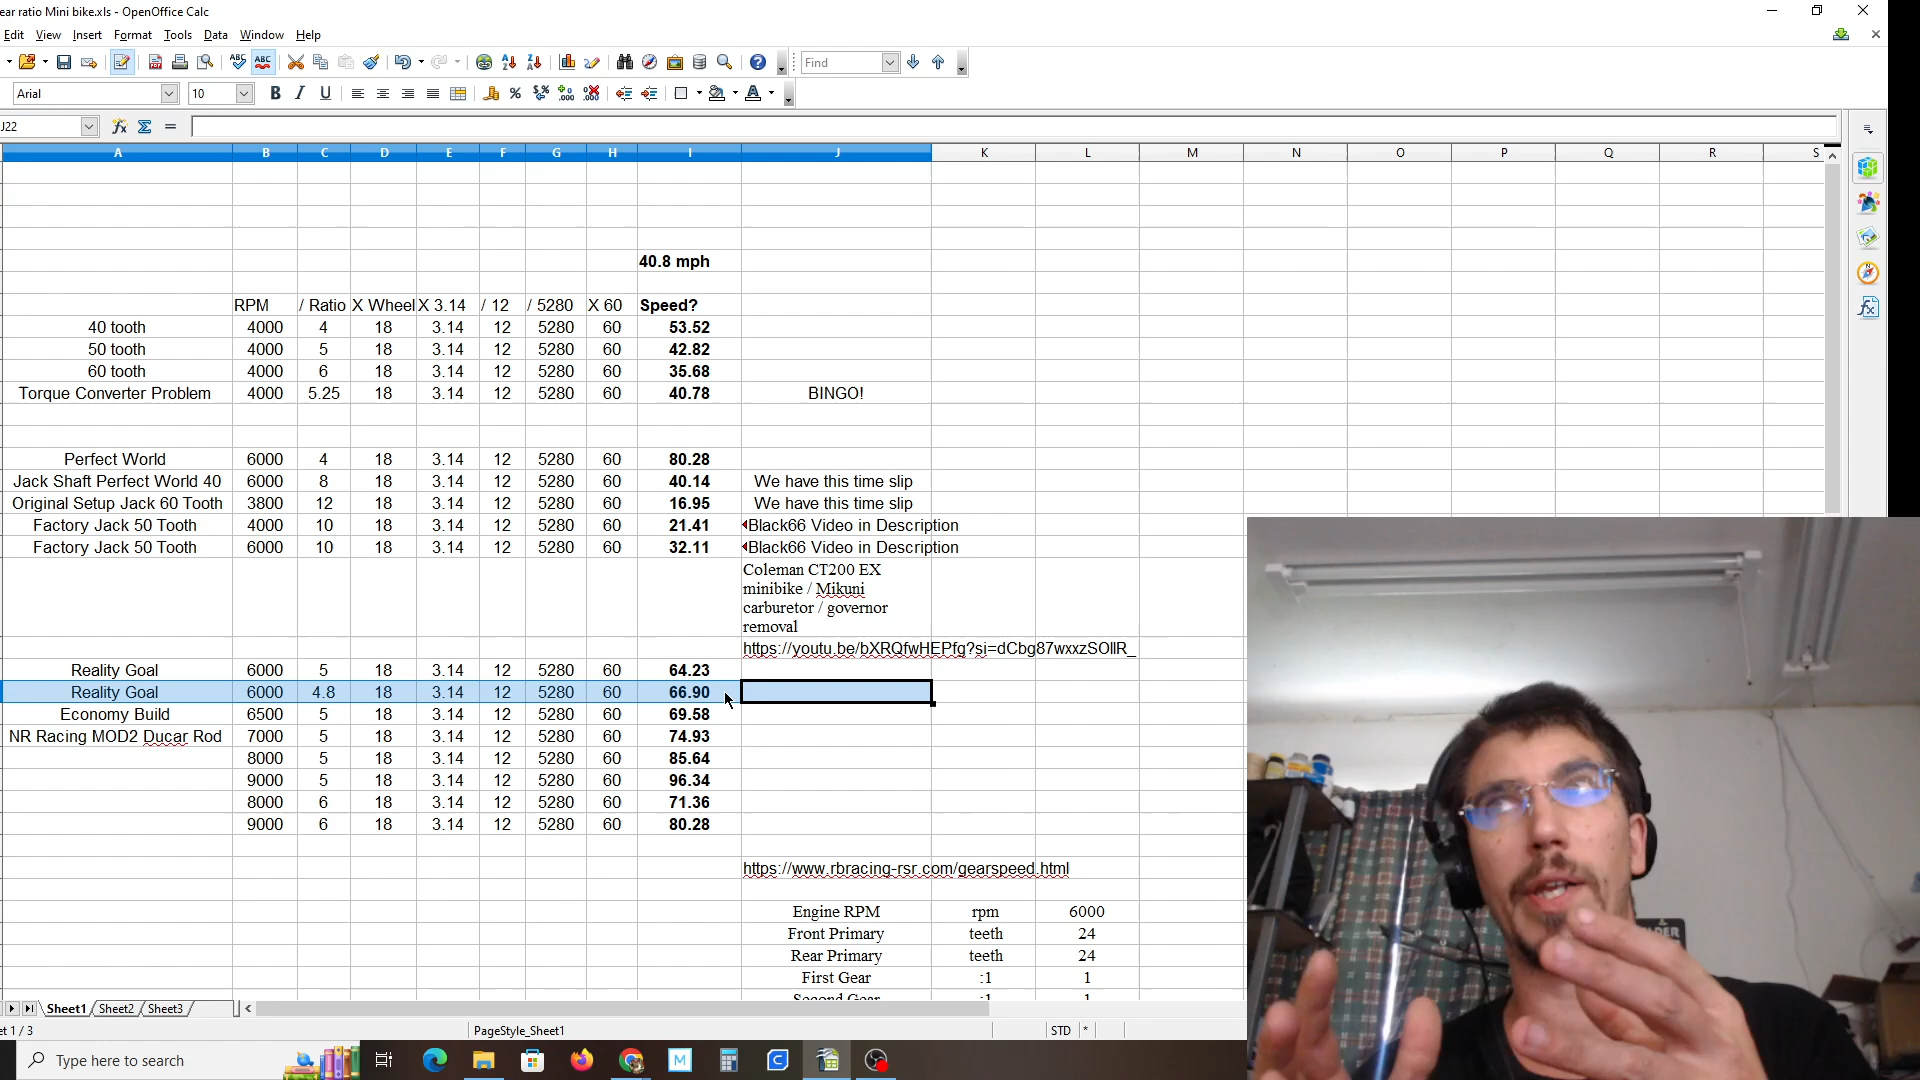 ear ratio Mini bike.xls - OpenOffice Calc
Edit View Insert Format Tools Data Window Help
Find
Arial 10
J22
A B C D E F G H I J K L M N O P Q R S
40.8 mph
RPM / Ratio X Wheel X 3.14 / 12 / 5280 X 60 Speed?
40 tooth 4000 4 18 3.14 12 5280 60 53.52
50 tooth 4000 5 18 3.14 12 5280 60 42.82
60 tooth 4000 6 18 3.14 12 5280 60 35.68
Torque Converter Problem 4000 5.25 18 3.14 12 5280 60 40.78 BINGO!
Perfect World 6000 4 18 3.14 12 5280 60 80.28
Jack Shaft Perfect World 40 6000 8 18 3.14 12 5280 60 40.14 We have this time slip
Original Setup Jack 60 Tooth 3800 12 18 3.14 12 5280 60 16.95 We have this time slip
Factory Jack 50 Tooth 4000 10 18 3.14 12 5280 60 21.41 Black66 Video in Description
Factory Jack 50 Tooth 6000 10 18 3.14 12 5280 60 32.11 Black66 Video in Description
Coleman CT200 EX
minibike / Mikuni
carburetor / governor
removal
https://youtu.be/bXRQfwHEPfg?si=dCbg87wxxzSOllR_
Reality Goal 6000 5 18 3.14 12 5280 60 64.23
Reality Goal 6000 4.8 18 3.14 12 5280 60 66.90
Economy Build 6500 5 18 3.14 12 5280 60 69.58
NR Racing MOD2 Ducar Rod 7000 5 18 3.14 12 5280 60 74.93
8000 5 18 3.14 12 5280 60 85.64
9000 5 18 3.14 12 5280 60 96.34
8000 6 18 3.14 12 5280 60 71.36
9000 6 18 3.14 12 5280 60 80.28
https://www.rbracing-rsr.com/gearspeed.html
Engine RPM rpm 6000
Front Primary teeth 24
Rear Primary teeth 24
First Gear :1 1
Second Gear :1 1
Sheet1 Sheet2 Sheet3
et 1 / 3 PageStyle_Sheet1 STD *
Type here to search